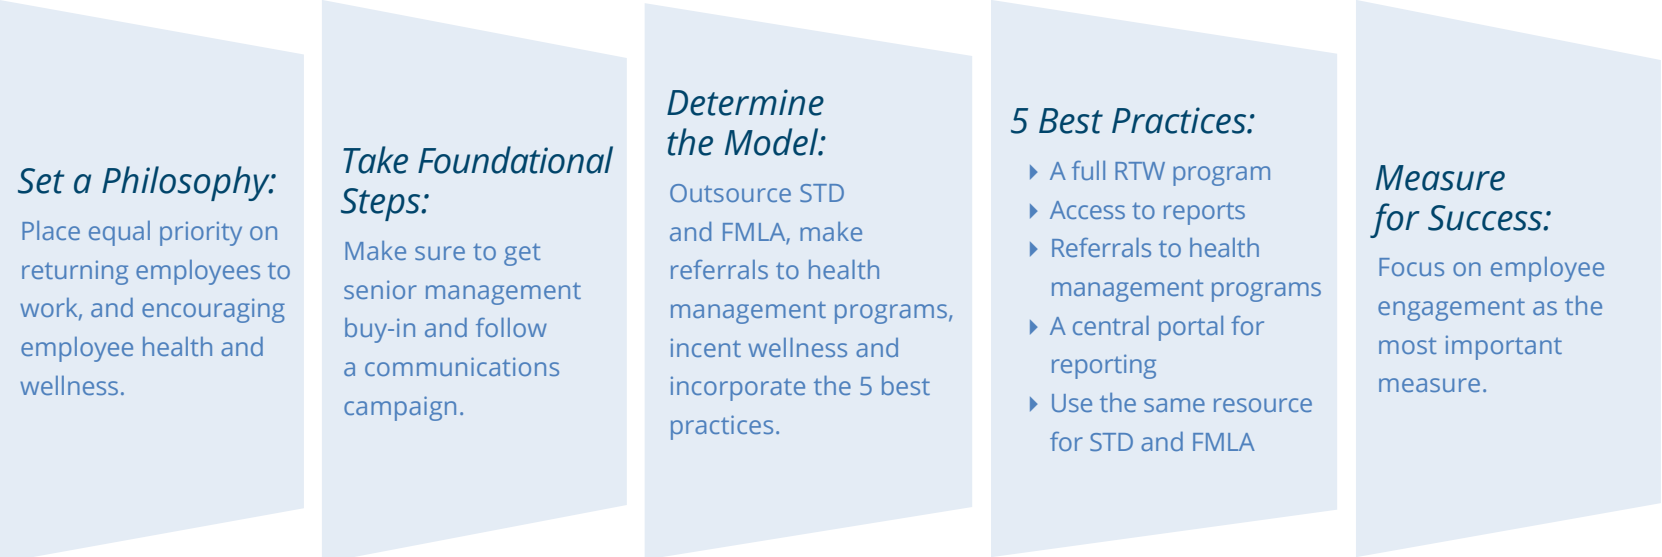 Set a Philosophy:
Place equal priority on
returning employees to
work, and encouraging
employee health and
wellness.
Take Foundational
Steps:
Make sure to get
senior management
buy-in and follow
a communications
campaign.
Determine
the Model:
Outsource STD
and FMLA, make
referrals to health
management programs,
incent wellness and
incorporate the 5 best
practices.
5 Best Practices:
A full RTW program
Access to reports
Referrals to health
management programs
A central portal for
reporting
Use the same resource
for STD and FMLA
Measure
for Success:
Focus on employee
engagement as the
most important
measure.